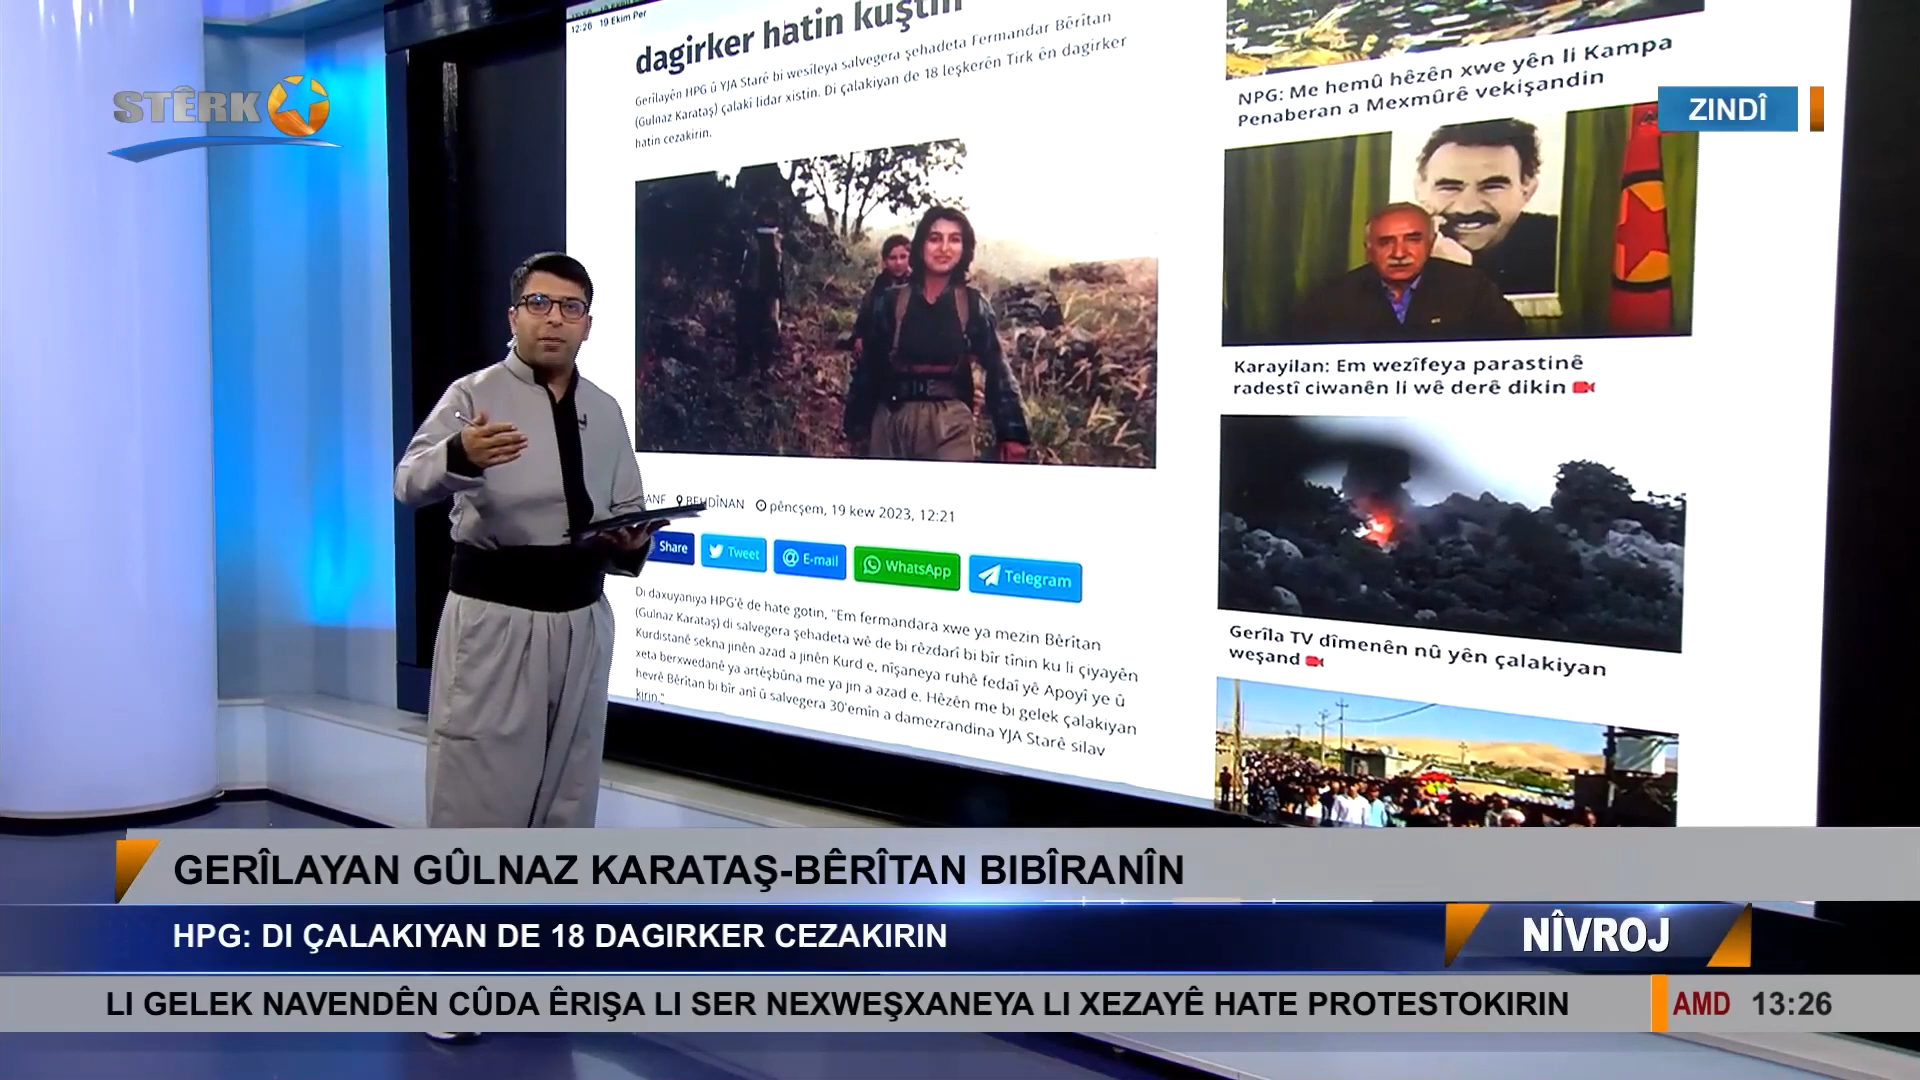 12:26 19 Ekim Per
dagirker hatin kuştin
Gerîlayên HPG û YJA Starê bi wesîleya salvegera şehadeta Fermandar Bêrîtan
(Gulnaz Karataş) çalakî lidar xistin. Di çalakiyan de 18 leşkerên Tirk ên dagirker
hatin cezakirin.
ANF BEHDÎNAN pêncşem, 19 kew 2023, 12:21
Share Tweet E-mail WhatsApp Telegram
Di daxuyaniya HPG'ê de hate gotin, "Em fermandara xwe ya mezin Bêrîtan
(Gulnaz Karataş) di salvegera şehadeta wê de bi rêzdarî bi bîr tînin ku li çiyayên
Kurdistanê sekna jinên azad a jinên Kurd e, nîşaneya ruhê fedaî yê Apoyî ye û
xeta berxwedanê ya artêşbûna me ya jin a azad e. Hêzên me bi gelek çalakiyan
hevrê Bêrîtan bi bîr anî û salvegera 30'emîn a damezrandina YJA Starê silav
kirin."
NPG: Me hemû hêzên xwe yên li Kampa
Penaberan a Mexmûrê vekişandin
Karayilan: Em wezîfeya parastinê
radestî ciwanên li wê derê dikin
Gerîla TV dîmenên nû yên çalakiyan
weşand
STÊRK
ZINDÎ
GERÎLAYAN GÛLNAZ KARATAŞ-BÊRÎTAN BIBÎRANÎN
HPG: DI ÇALAKIYAN DE 18 DAGIRKER CEZAKIRIN
NÎVROJ
LI GELEK NAVENDÊN CÛDA ÊRIŞA LI SER NEXWEŞXANEYA LI XEZAYÊ HATE PROTESTOKIRIN
AMD 13:26